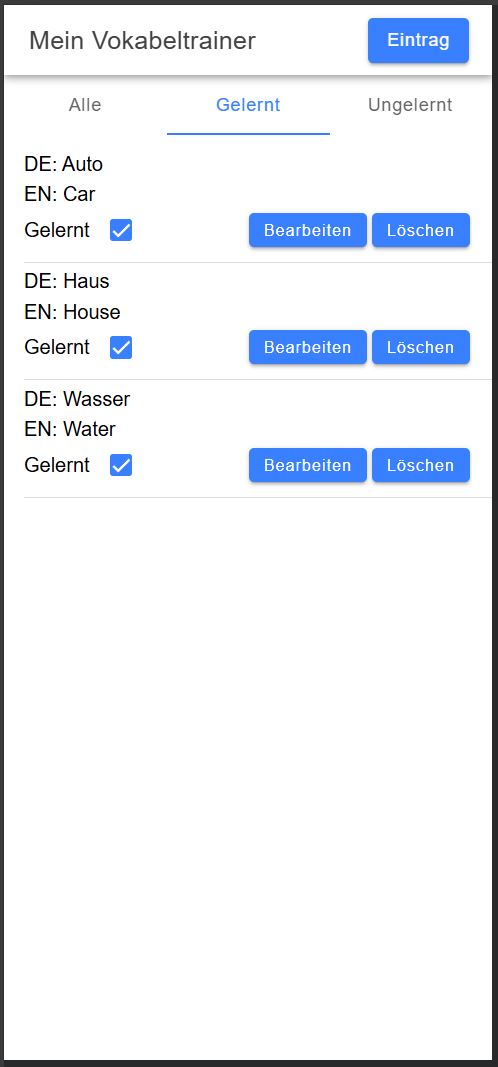 Mein Vokabeltrainer Eintrag
Alle Gelernt Ungelernt
DE: Auto
EN: Car
Gelernt Bearbeiten Löschen
DE: Haus
EN: House
Gelernt Bearbeiten Löschen
DE: Wasser
EN: Water
Gelernt Bearbeiten Löschen